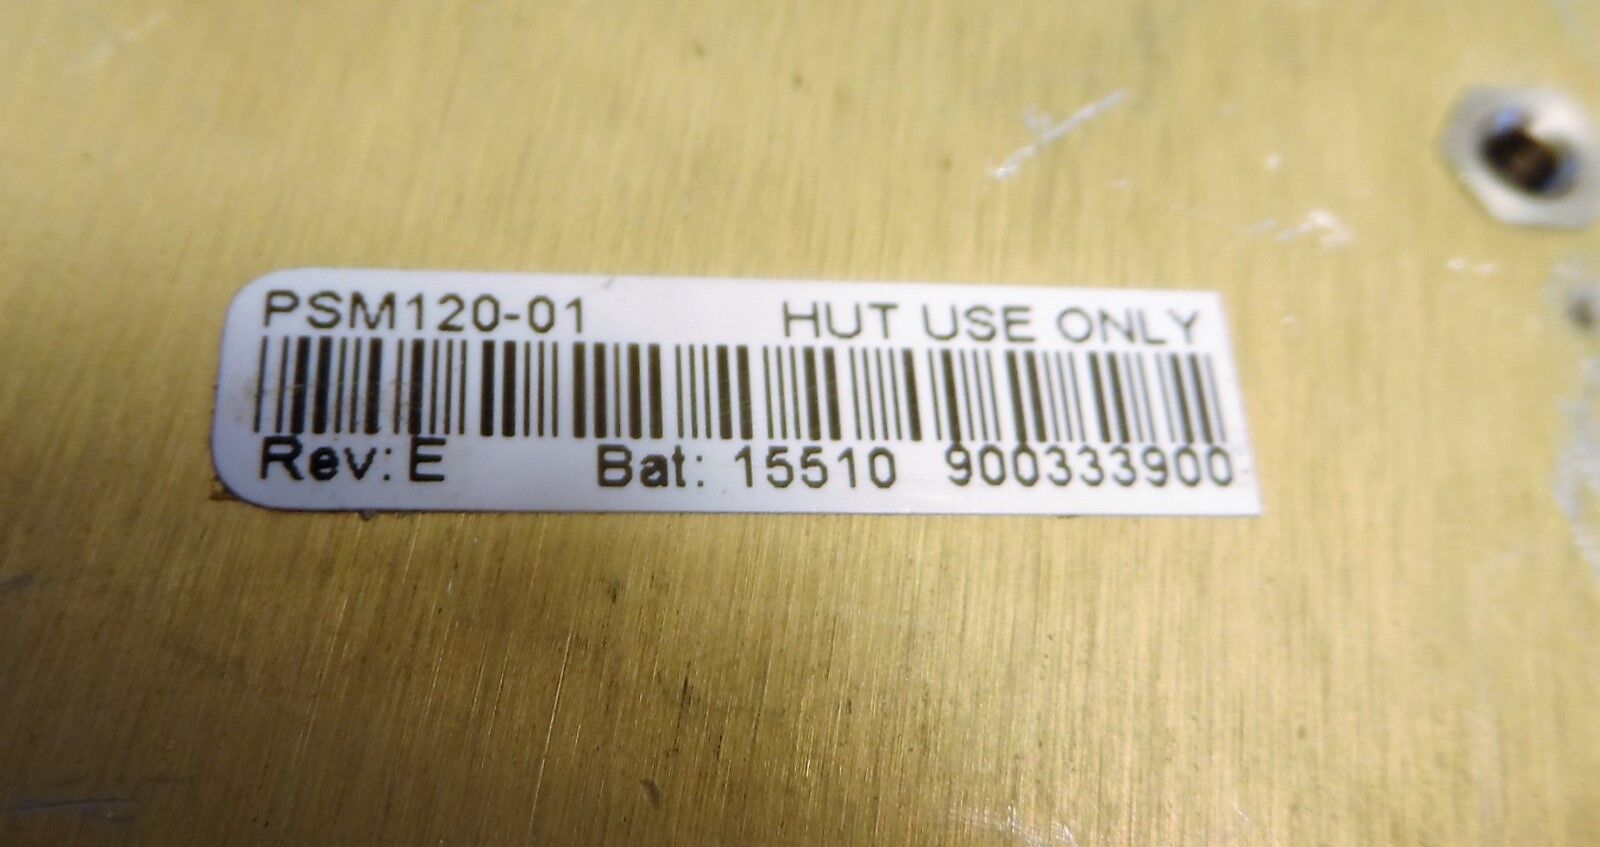 PSM120-01 HUT USE ONLY
Rev: E Bat: 15510 900333900